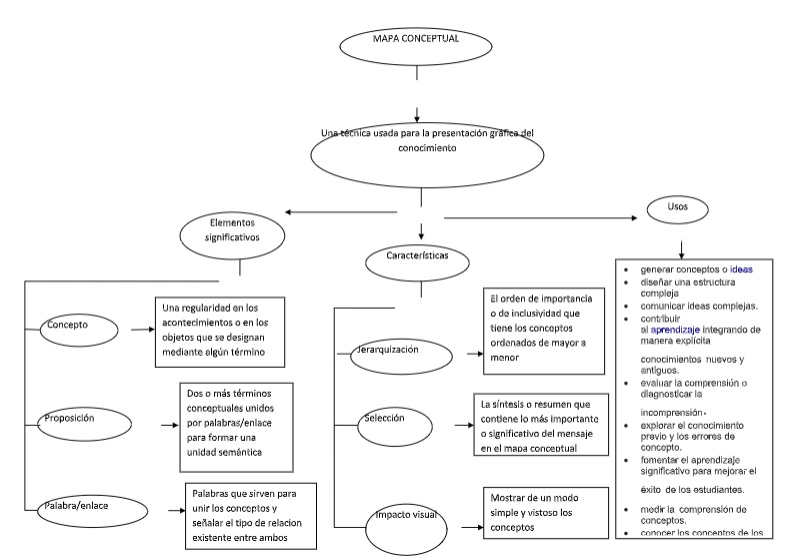 MAPA CONCEPTUAL
Una técnica usada para la presentación gráfica del
conocimiento
Elementos
significativos
Características
Usos
Concepto
Una regularidad en los
acontecimientos o en los
objetos que se designan
mediante algún término
Proposición
Dos o más términos
conceptuales unidos
por palabras/enlace
para formar una
unidad semántica
Palabra/enlace
Palabras que sirven para
unir los conceptos y
señalar el tipo de relacion
existente entre ambos
Jerarquización
El orden de importancia
o de inclusividad que
tiene los conceptos
ordenados de mayor a
menor
Selección
La síntesis o resumen que
contiene lo más importante
o significativo del mensaje
en el mapa conceptual
Impacto visual
Mostrar de un modo
simple y vistoso los
conceptos
• generar conceptos o ideas
• diseñar una estructura
compleja
• comunicar ideas complejas.
• contribuir
al aprendizaje integrando de
manera explícita
conocimientos nuevos y
antiguos.
• evaluar la comprensión o
diagnosticar la
incomprensión.
• explorar el conocimiento
previo y los errores de
concepto.
• fomentar el aprendizaje
significativo para mejorar el
éxito de los estudiantes.
• medir la comprensión de
conceptos.
• conocer los conceptos de los